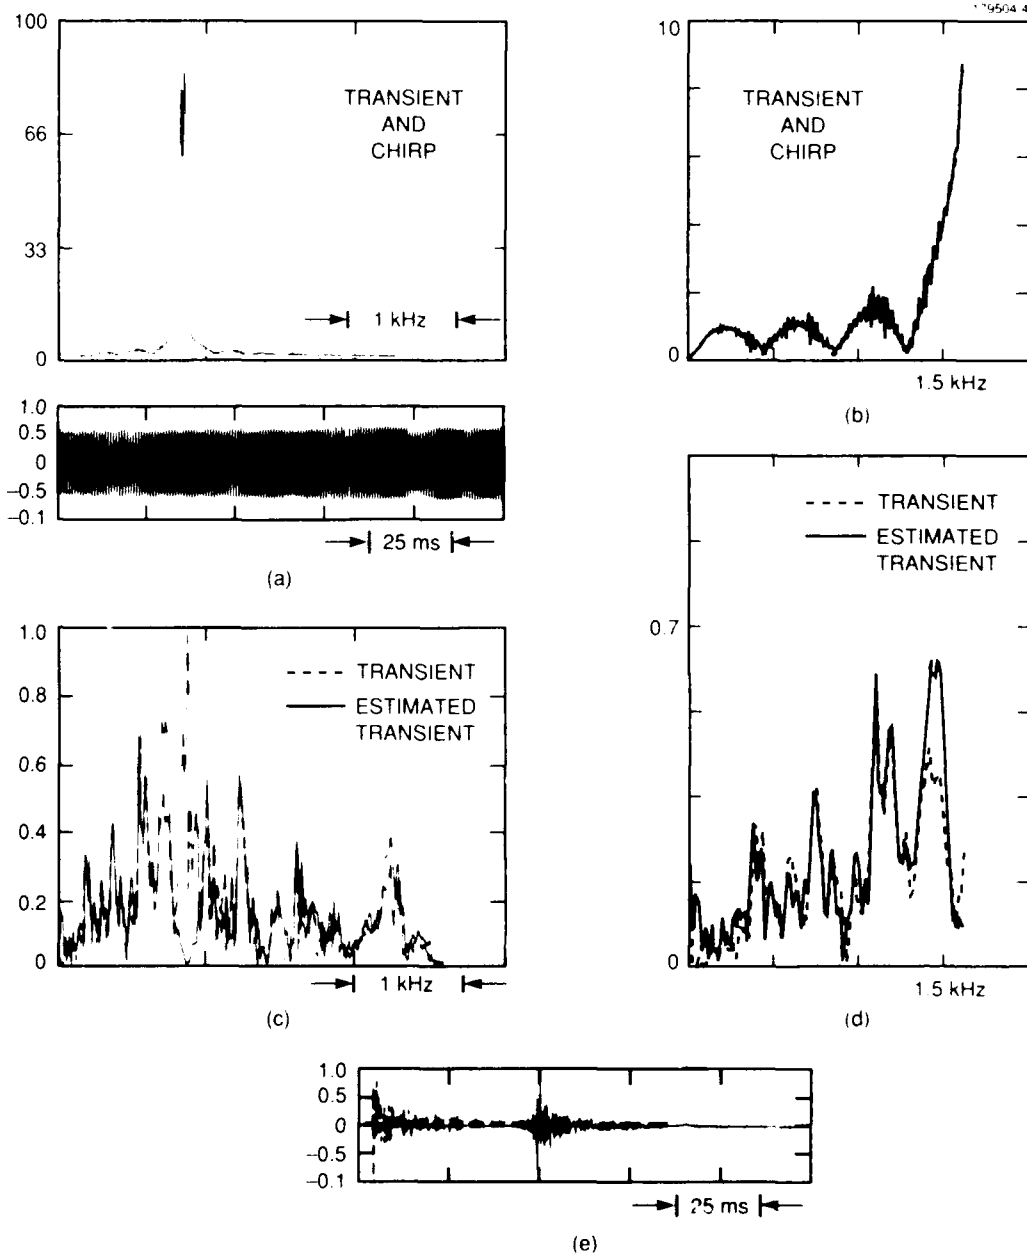 100
66
33
0
TRANSIENT
AND
CHIRP
1 kHz
1.0
0.5
0
−0.5
−0.1
25 ms
(a)
10
0
TRANSIENT
AND
CHIRP
1.5 kHz
(b)
1.0
0.8
0.6
0.4
0.2
0
TRANSIENT
ESTIMATED
TRANSIENT
1 kHz
(c)
0.7
0
TRANSIENT
ESTIMATED
TRANSIENT
1 5 kHz
(d)
1.0
0.5
0
−0.5
−0.1
25 ms
(e)